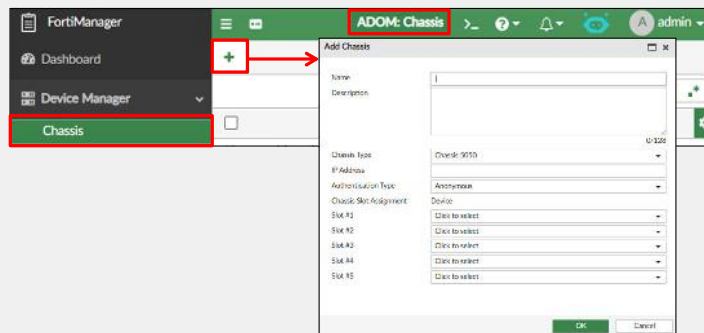 FortiManager
ADOM: Chassis
>_
A admin
Dashboard
+
Device Manager
Chassis
Add Chassis
Name
Description
0/128
Chassis Type Chassis 5050
IP Address
Authentication Type Anonymous
Chassis Slot Assignment Device
Slot #1 Click to select
Slot #2 Click to select
Slot #3 Click to select
Slot #4 Click to select
Slot #5 Click to select
OK Cancel